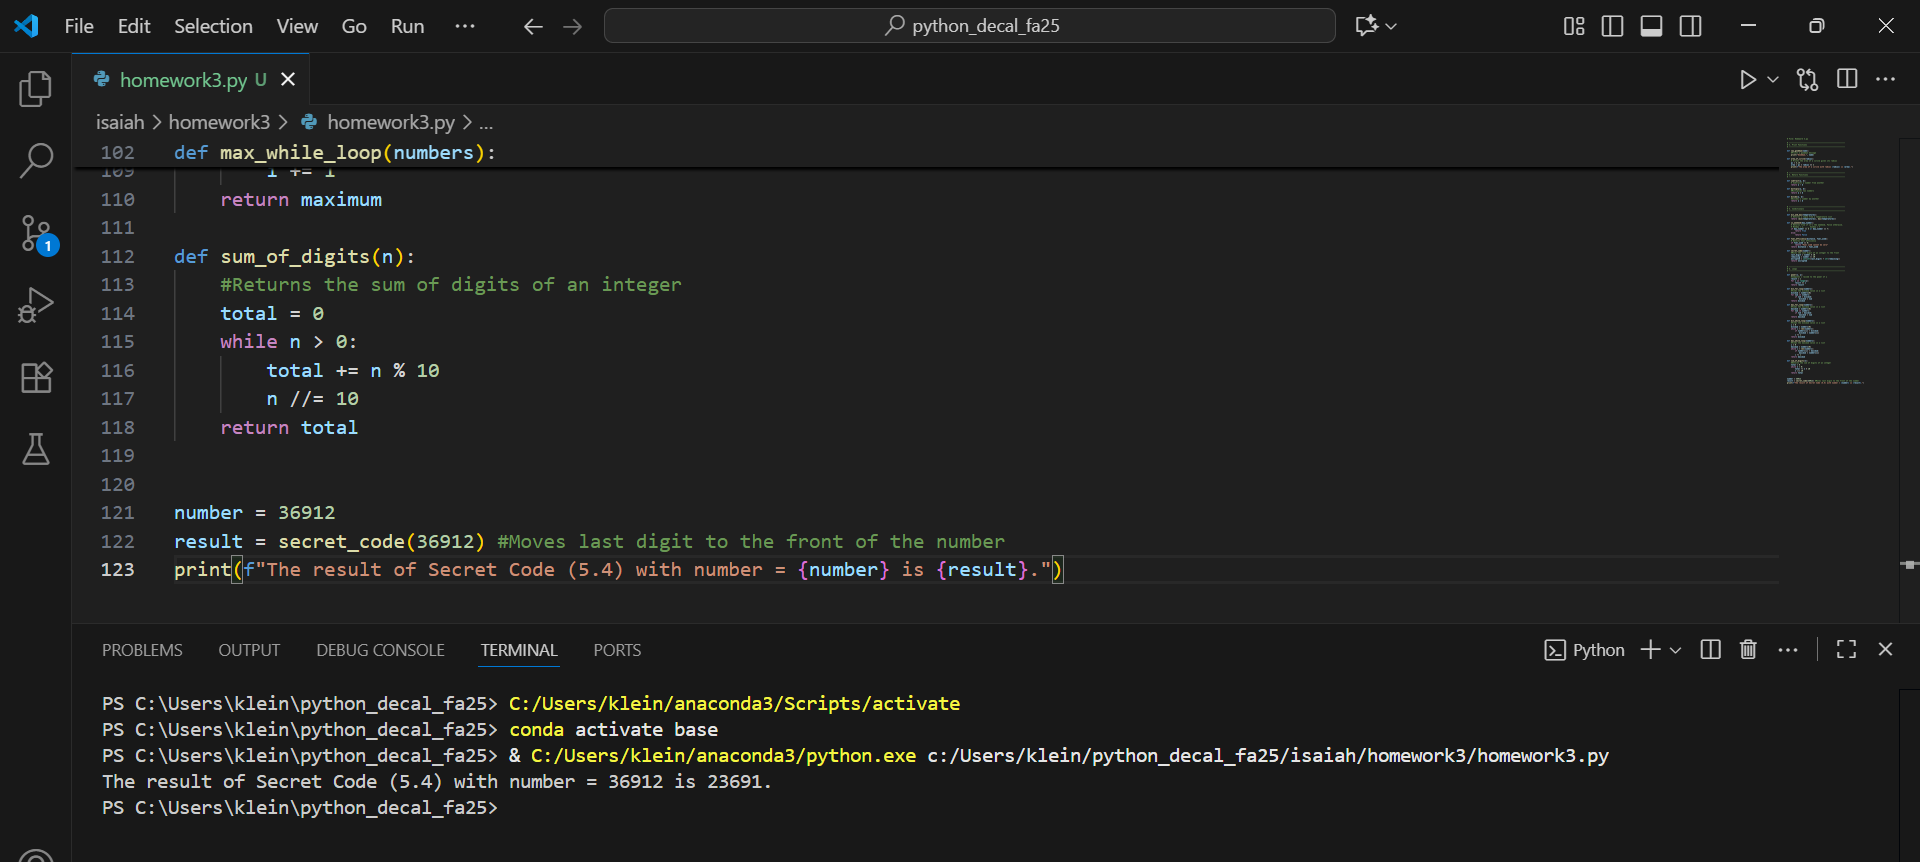 File Edit Selection View Go Run ··· python_decal_fa25
homework3.py U
isaiah > homework3 > homework3.py > ...
102 def max_while_loop(numbers):
109 i += 1
110 return maximum
111
112 def sum_of_digits(n):
113 #Returns the sum of digits of an integer
114 total = 0
115 while n > 0:
116 total += n % 10
117 n //= 10
118 return total
119
120
121 number = 36912
122 result = secret_code(36912) #Moves last digit to the front of the number
123 print(f"The result of Secret Code (5.4) with number = {number} is {result}.")
1
PROBLEMS OUTPUT DEBUG CONSOLE TERMINAL PORTS Python
PS C:\Users\klein\python_decal_fa25> C:/Users/klein/anaconda3/Scripts/activate
PS C:\Users\klein\python_decal_fa25> conda activate base
PS C:\Users\klein\python_decal_fa25> & C:/Users/klein/anaconda3/python.exe c:/Users/klein/python_decal_fa25/isaiah/homework3/homework3.py
The result of Secret Code (5.4) with number = 36912 is 23691.
PS C:\Users\klein\python_decal_fa25>